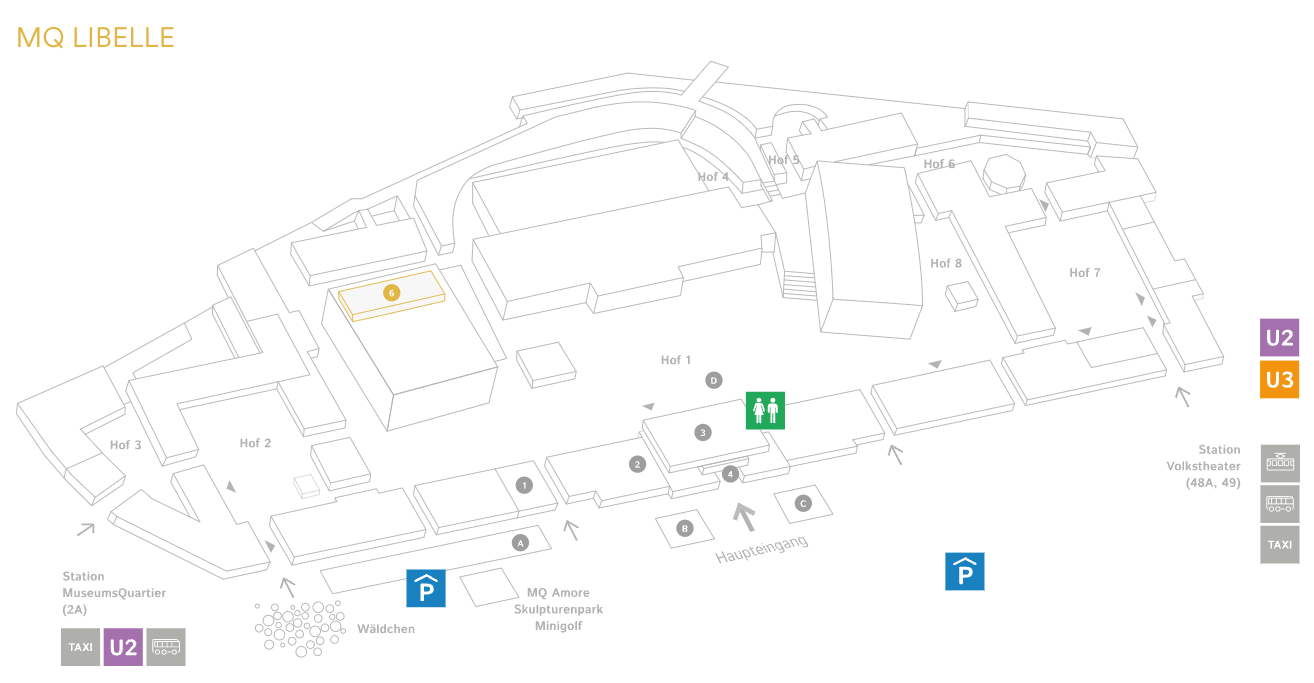 MQ LIBELLE
Hof 5
Hof 6
Hof 4
Hof 8
Hof 7
6
U2
Hof 1
D
U3
3
Hof 3
Hof 2
2
4
Station
Volkstheater
(48A, 49)
1
C
B
A
Haupteingang
TAXI
P
P
Station
MuseumsQuartier
(2A)
MQ Amore
Skulpturenpark
Minigolf
Wäldchen
TAXI
U2